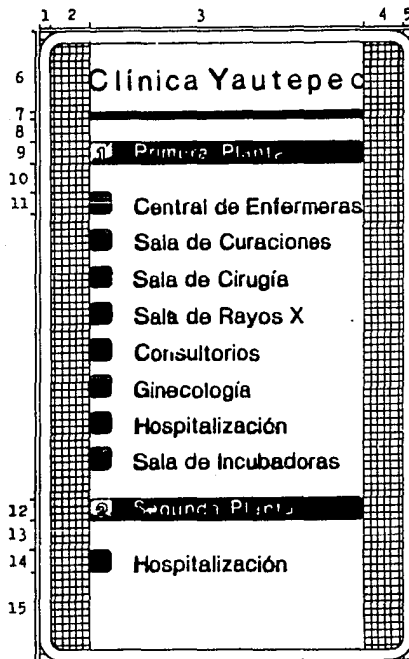 1 2 3 4 5
6 Clínica Yautepec
7
8
9 1 Primera Planta
10
11 Central de Enfermeras
Sala de Curaciones
Sala de Cirugía
Sala de Rayos X
Consultorios
Ginecología
Hospitalización
Sala de Incubadoras
12 2 Segunda Planta
13
14 Hospitalización
15